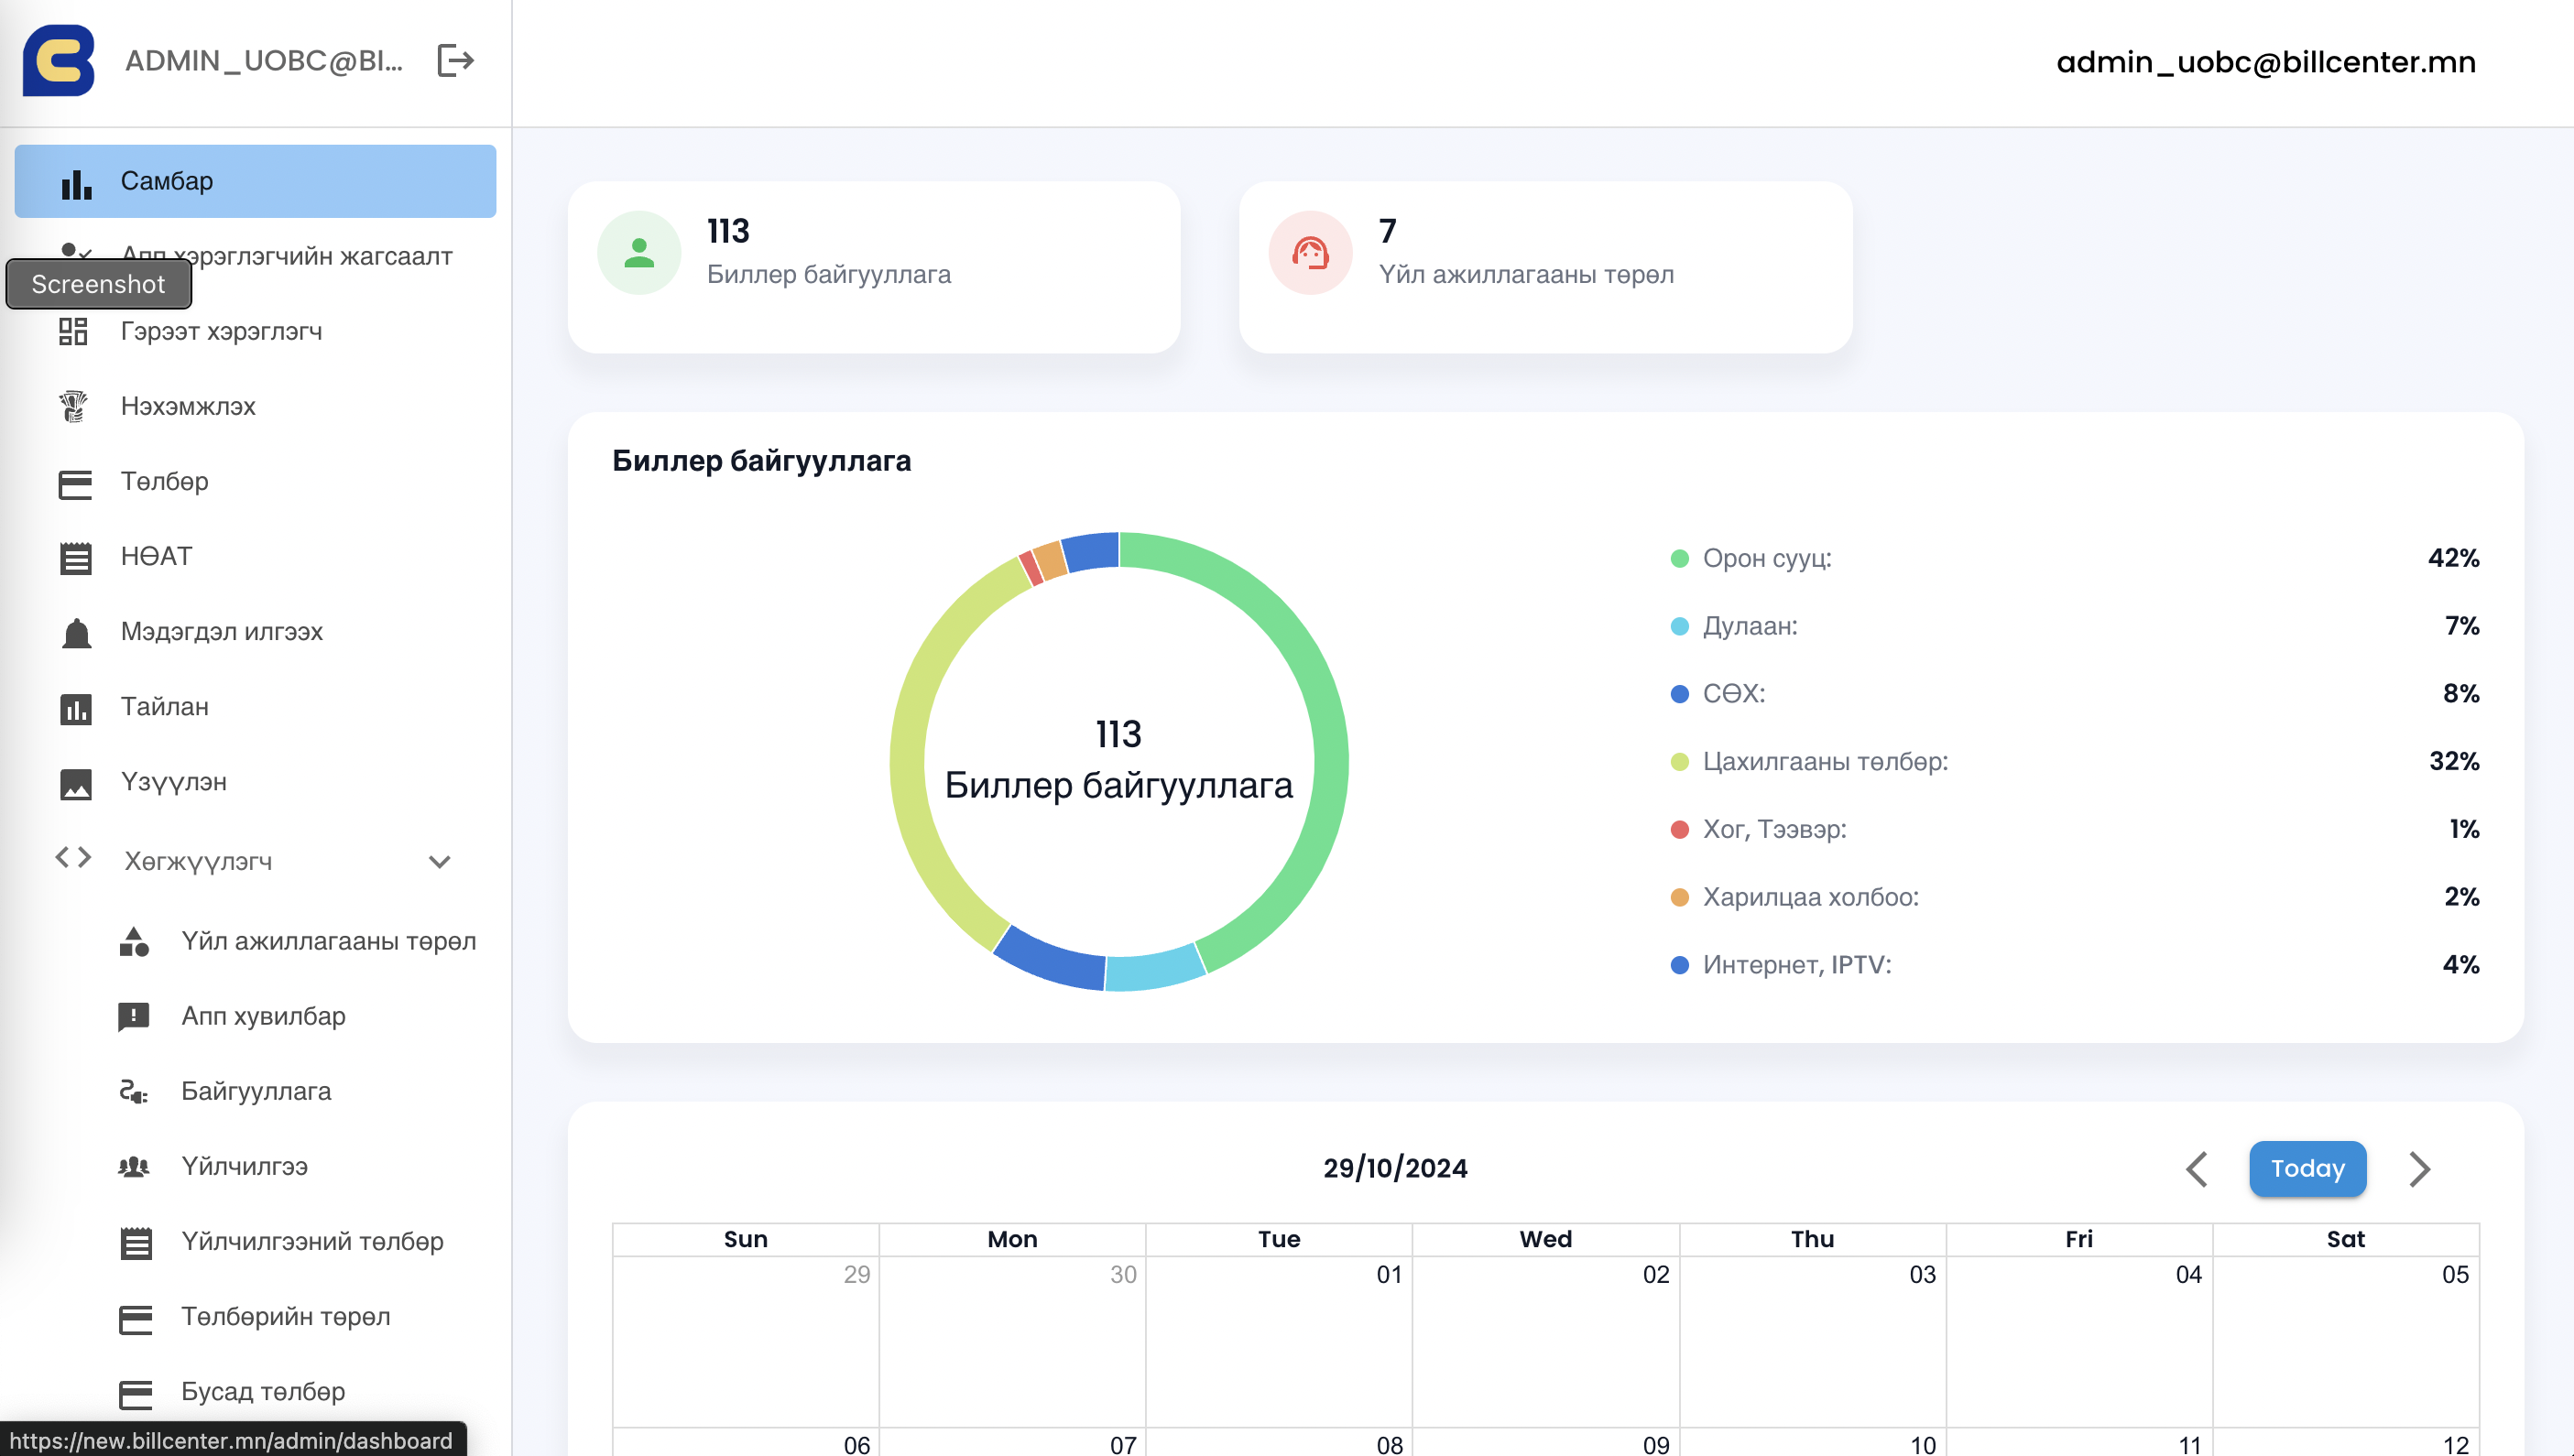 ADMIN_UOBC@BI...
admin_uobc@billcenter.mn
Самбар
Апп хэрэглэгчийн жагсаалт
Screenshot
Гэрээт хэрэглэгч
Нэхэмжлэх
Төлбөр
НӨАТ
Мэдэгдэл илгээх
Тайлан
Үзүүлэн
Хөгжүүлэгч
Үйл ажиллагааны төрөл
Апп хувилбар
Байгууллага
Үйлчилгээ
Үйлчилгээний төлбөр
Төлбөрийн төрөл
Бусад төлбөр
https://new.billcenter.mn/admin/dashboard
113
Биллер байгууллага
7
Үйл ажиллагааны төрөл
Биллер байгууллага
113
Биллер байгууллага
Орон сууц: 42%
Дулаан: 7%
СӨХ: 8%
Цахилгааны төлбөр: 32%
Хог, Тээвэр: 1%
Харилцаа холбоо: 2%
Интернет, IPTV: 4%
29/10/2024
Today
Sun Mon Tue Wed Thu Fri Sat
29 30 01 02 03 04 05
06 07 08 09 10 11 12